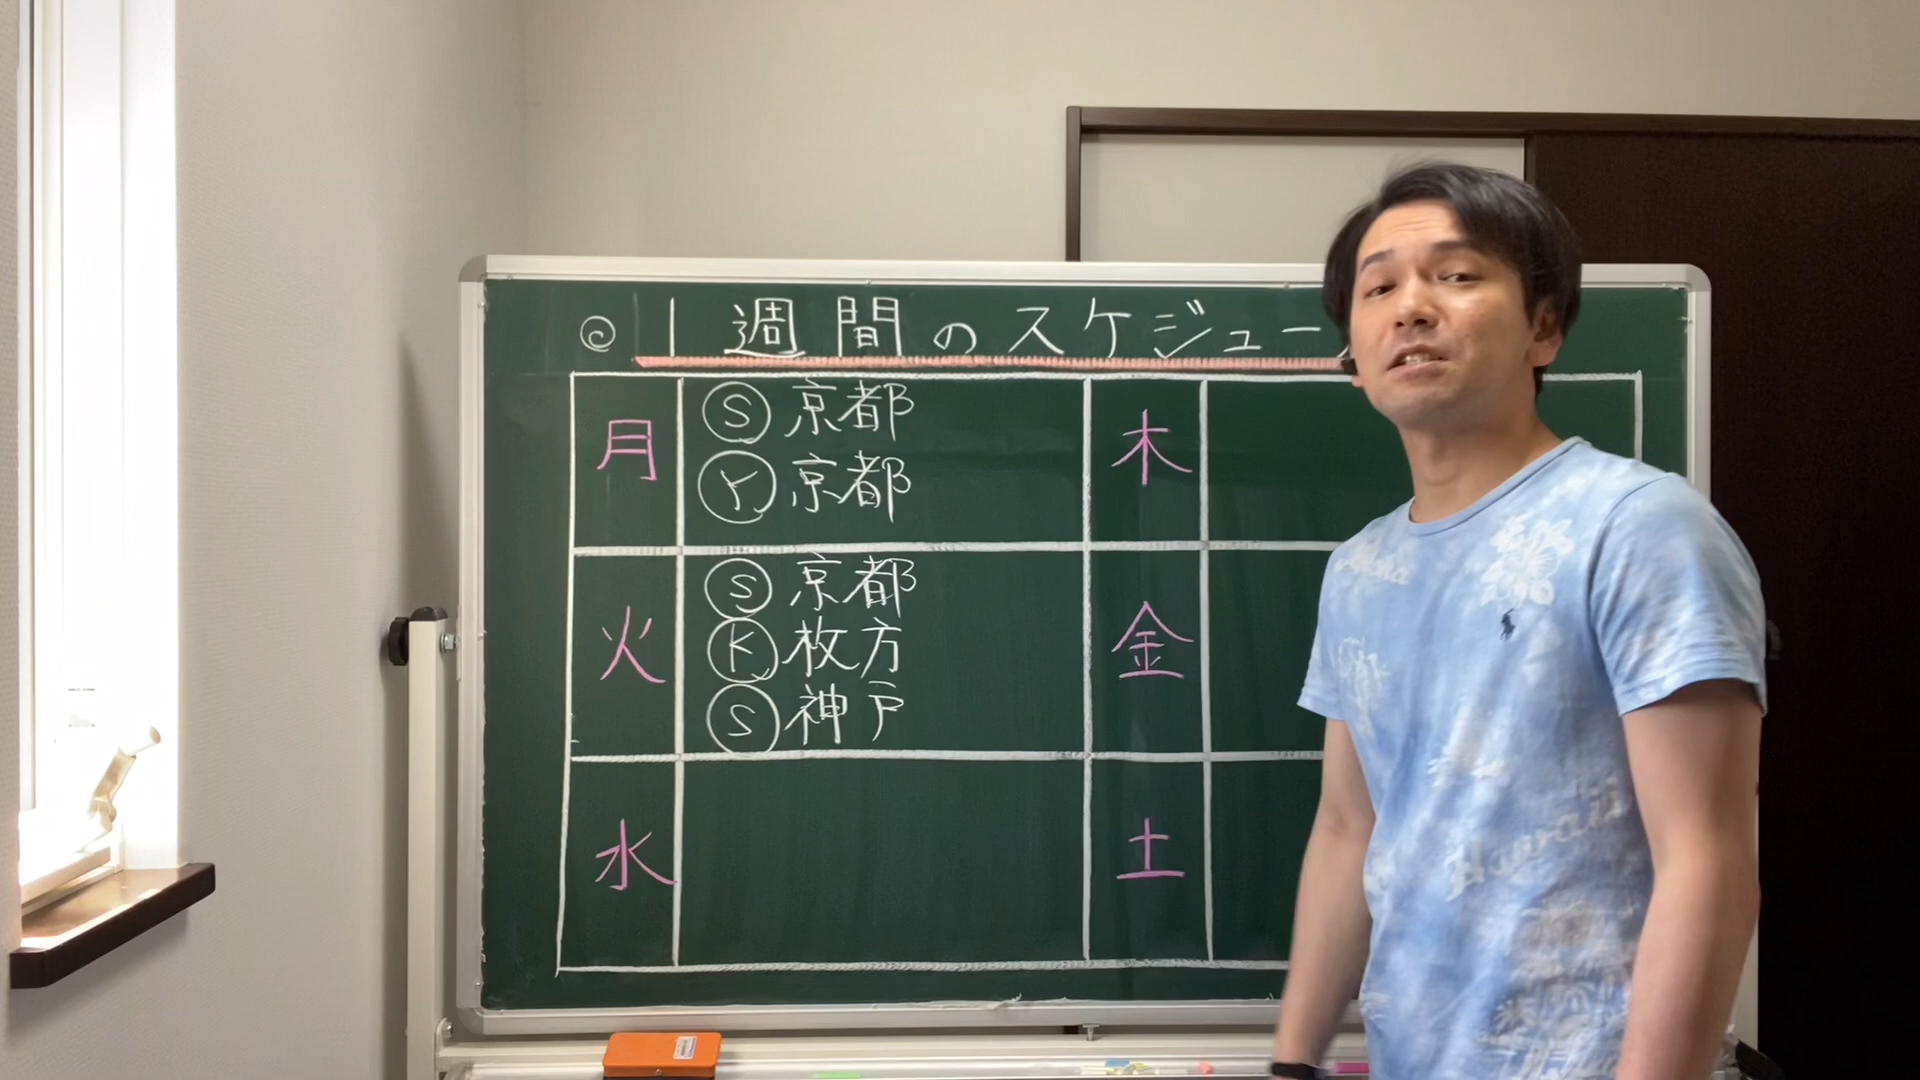 ◎1週間のスケジュー
月
Ⓢ京都
Ⓨ京都
火
Ⓢ京都
Ⓚ枚方
Ⓢ神戸
水
木
金
土
Hawaii